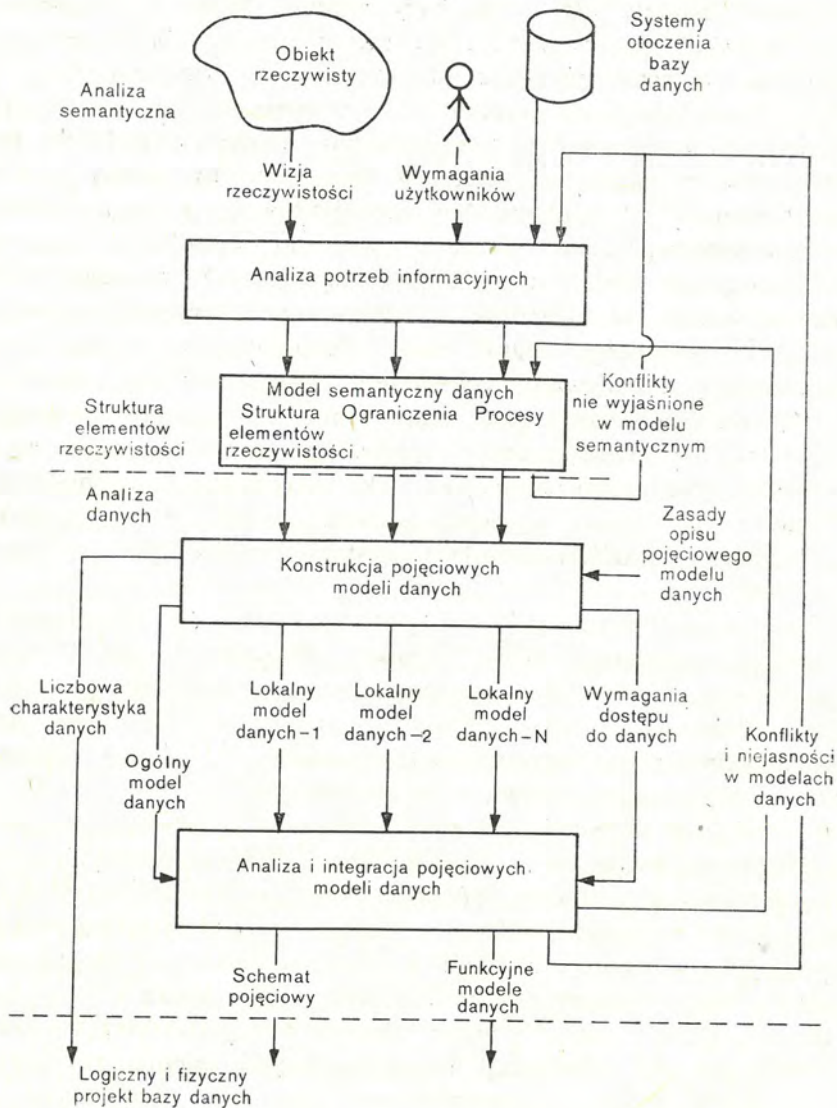 Systemy
otoczenia
bazy
danych
Obiekt
rzeczywisty
Analiza
semantyczna
Wizja
rzeczywistości
Wymagania
użytkowników
Analiza potrzeb informacyjnych
Model semantyczny danych
Struktura Ograniczenia Procesy
elementów
rzeczywistości
Konflikty
nie wyjaśnione
w modelu
semantycznym
Struktura
elementów
rzeczywistości
Analiza
danych
Zasady
opisu
pojęciowego
modelu
danych
Konstrukcja pojęciowych
modeli danych
Liczbowa
charakterystyka
danych
Ogólny
model
danych
Lokalny
model
danych-1
Lokalny
model
danych-2
Lokalny
model
danych-N
Wymagania
dostępu
do danych
Konflikty
i niejasności
w modelach
danych
Analiza i integracja pojęciowych
modeli danych
Schemat
pojęciowy
Funkcyjne
modele
danych
Logiczny i fizyczny
projekt bazy danych